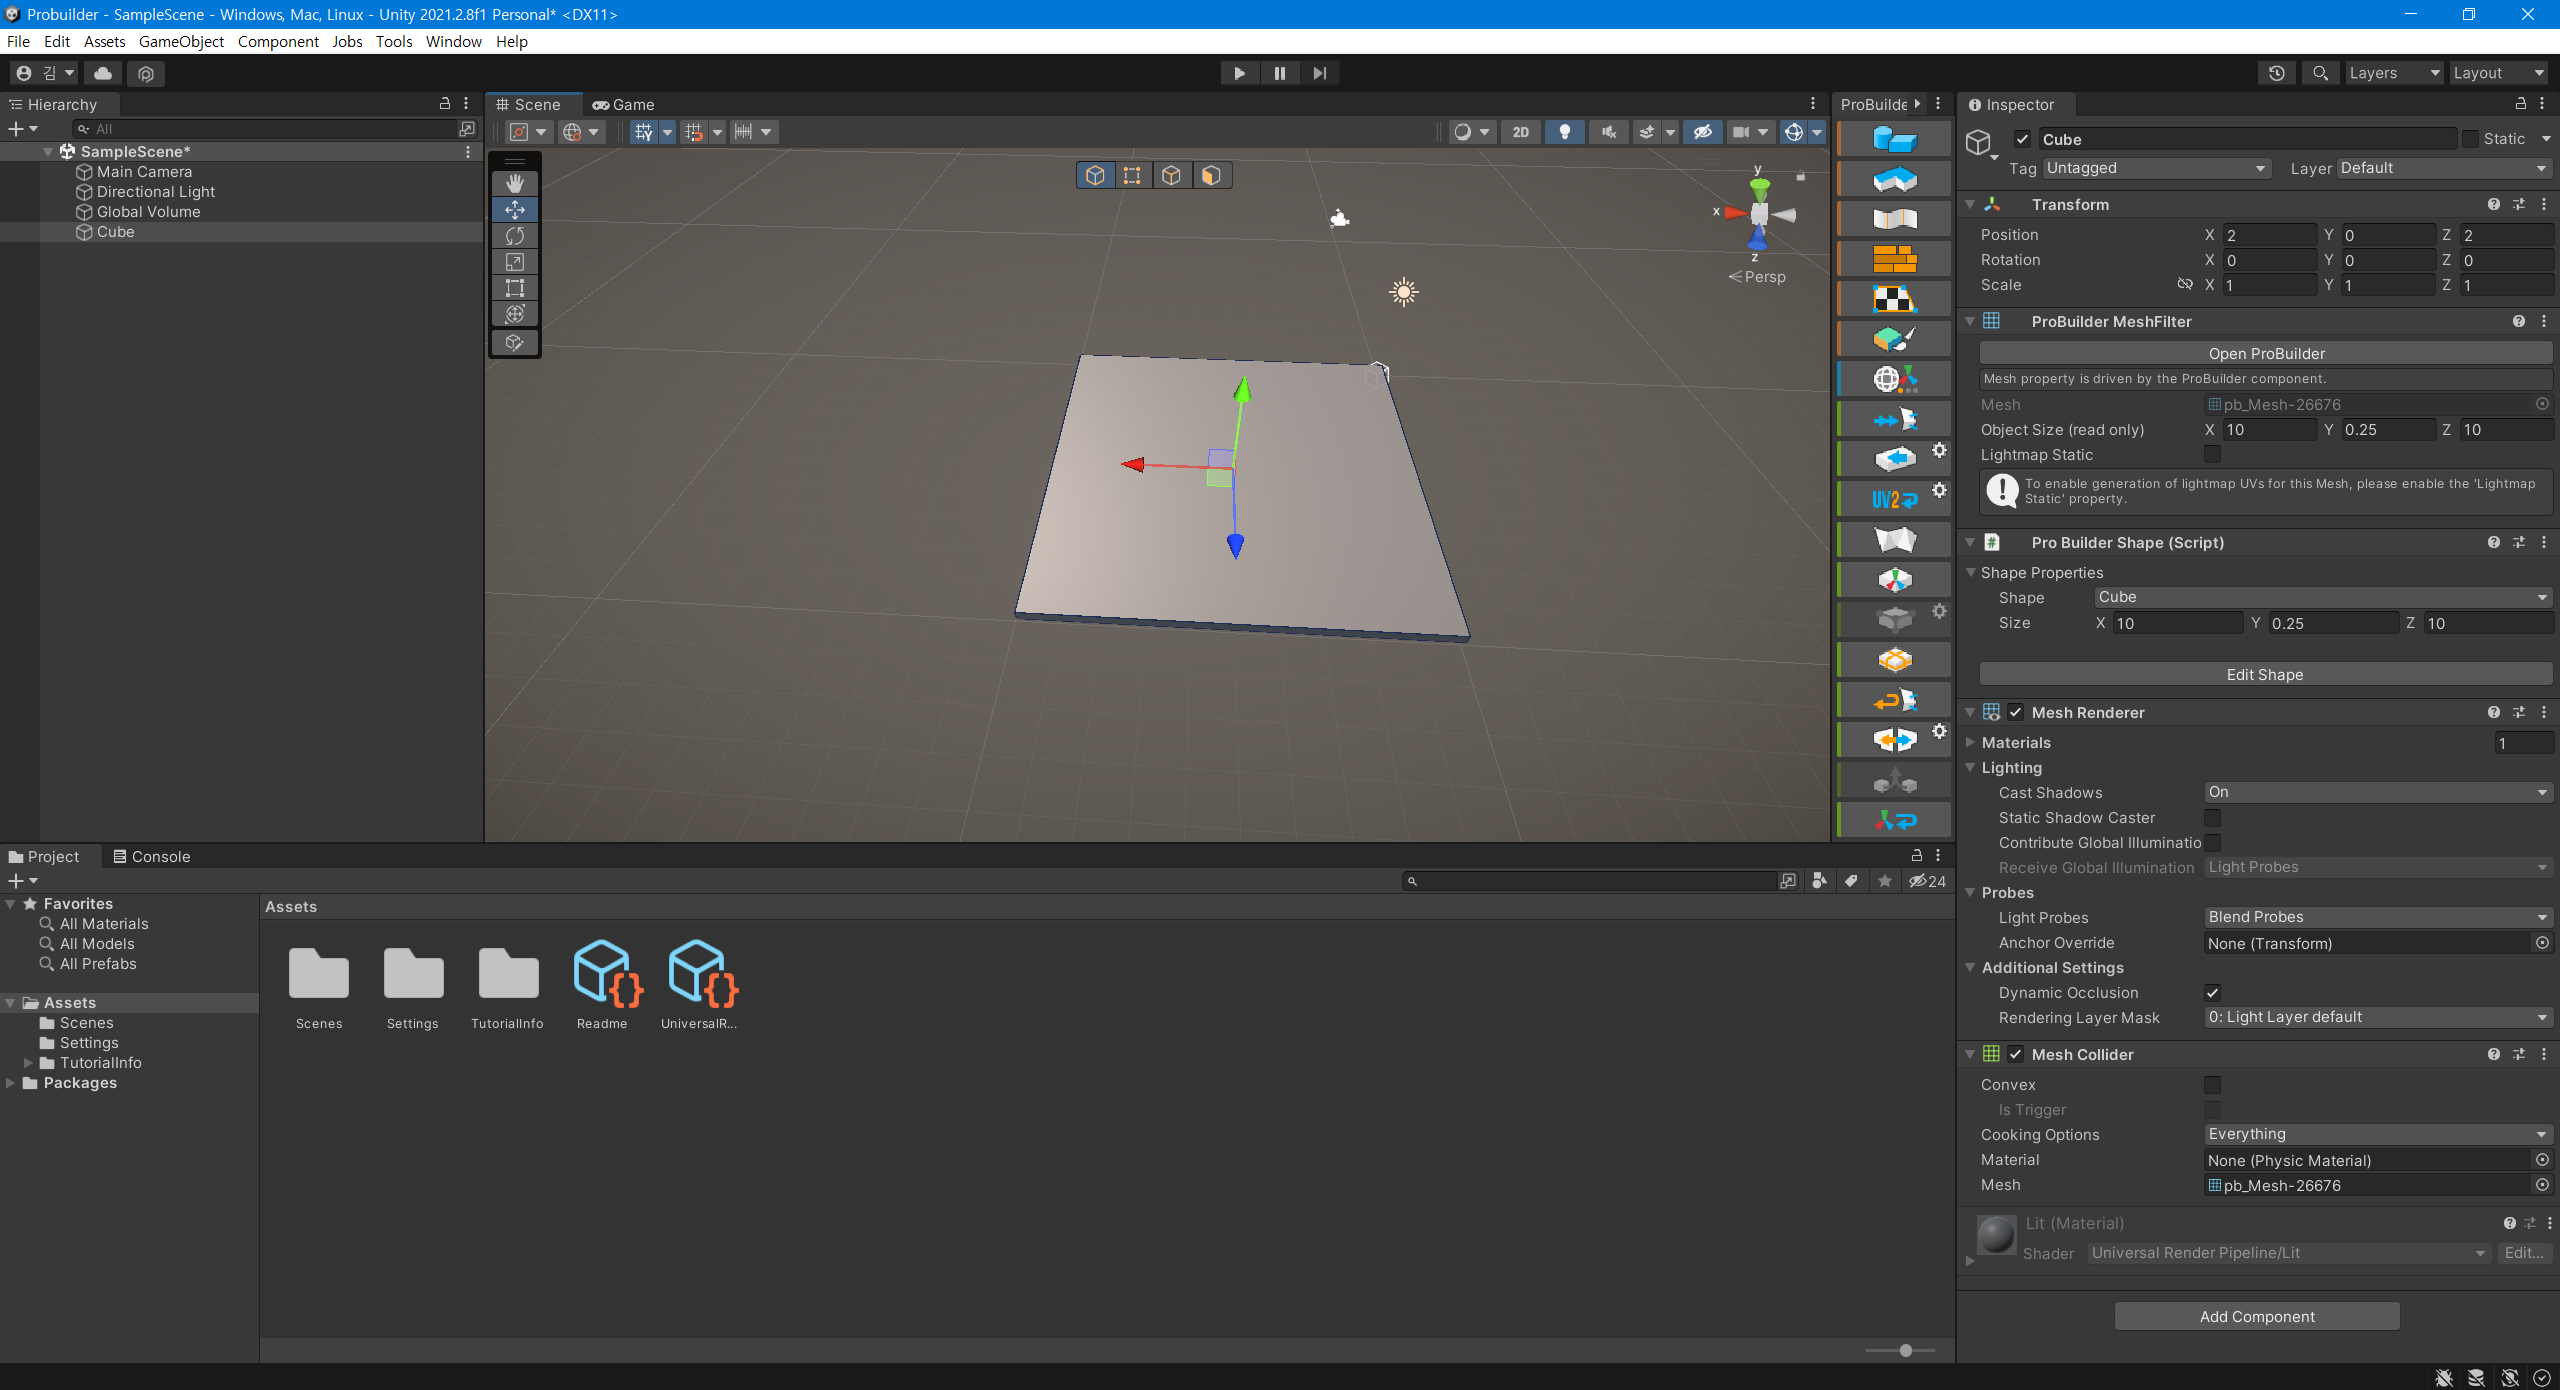 Probuilder - SampleScene - Windows, Mac, Linux - Unity 2021.2.8f1 Personal* <DX11>
File Edit Assets GameObject Component Jobs Tools Window Help
김
Layers
Layout
Hierarchy
All
SampleScene*
Main Camera
Directional Light
Global Volume
Cube
Scene
Game
2D
y
x
z
Persp
ProBuilde
UV2
Inspector
Cube
Static
Tag Untagged
Layer Default
Transform
Position X 2 Y 0 Z 2
Rotation X 0 Y 0 Z 0
Scale X 1 Y 1 Z 1
ProBuilder MeshFilter
Open ProBuilder
Mesh property is driven by the ProBuilder component.
Mesh pb_Mesh-26676
Object Size (read only) X 10 Y 0.25 Z 10
Lightmap Static
To enable generation of lightmap UVs for this Mesh, please enable the 'Lightmap
Static' property.
Pro Builder Shape (Script)
Shape Properties
Shape Cube
Size X 10 Y 0.25 Z 10
Edit Shape
Mesh Renderer
Materials 1
Lighting
Cast Shadows On
Static Shadow Caster
Contribute Global Illuminatio
Receive Global Illumination Light Probes
Probes
Light Probes Blend Probes
Anchor Override None (Transform)
Additional Settings
Dynamic Occlusion
Rendering Layer Mask 0: Light Layer default
Mesh Collider
Convex
Is Trigger
Cooking Options Everything
Material None (Physic Material)
Mesh pb_Mesh-26676
Lit (Material)
Shader Universal Render Pipeline/Lit Edit...
Add Component
Project
Console
24
Favorites
All Materials
All Models
All Prefabs
Assets
Scenes
Settings
TutorialInfo
Packages
Assets
Scenes
Settings
TutorialInfo
Readme
UniversalR...